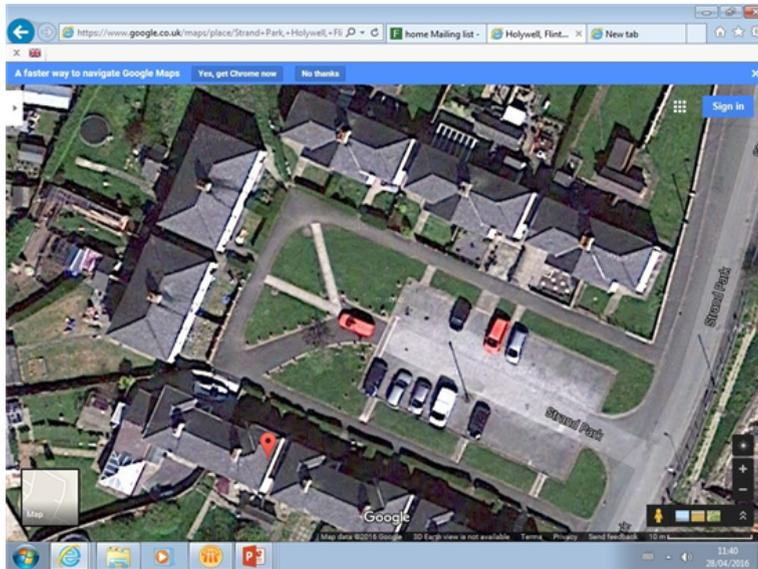 https://www.google.co.uk/maps/place/Strand+Park,+Holywell,+Fli
home Mailing list -
Holywell, Flint...
New tab
A faster way to navigate Google Maps
Yes, get Chrome now
No thanks
Sign in
Strand Park
Strand Park
Map
Google
Map data ©2016 Google
3D Earth view is not available
Terms
Privacy
Send feedback
10 m
11:40
28/04/2016